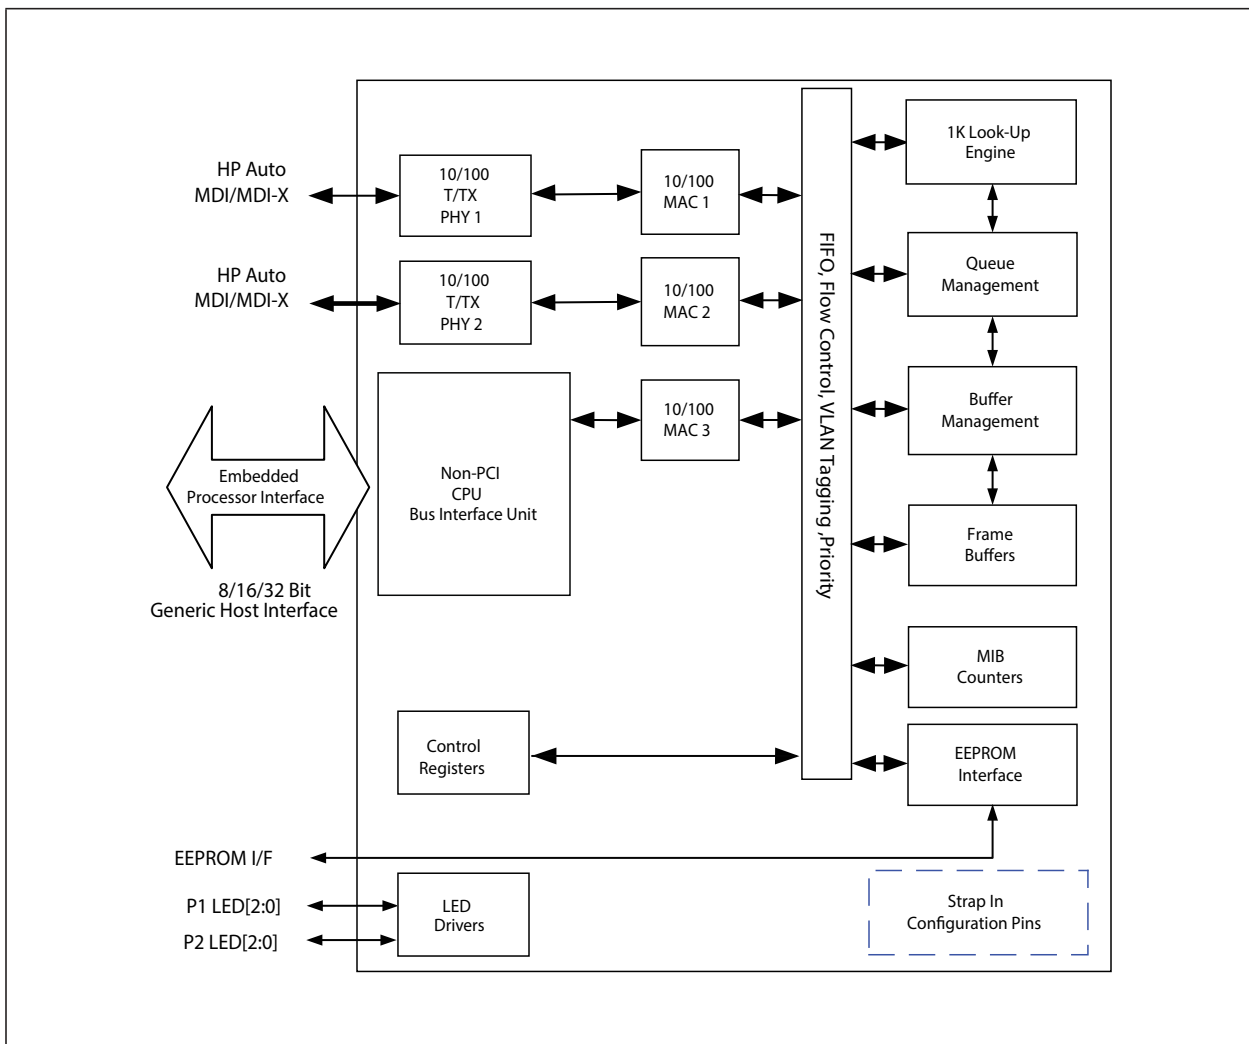 HP Auto
MDI/MDI-X
10/100
T/TX
PHY 1
10/100
MAC 1
1K Look-Up
Engine
HP Auto
MDI/MDI-X
10/100
T/TX
PHY 2
10/100
MAC 2
Queue
Management
FIFO, Flow Control, VLAN Tagging ,Priority
Embedded
Processor Interface
8/16/32 Bit
Generic Host Interface
Non-PCI
CPU
Bus Interface Unit
10/100
MAC 3
Buffer
Management
Frame
Buffers
MIB
Counters
Control
Registers
EEPROM
Interface
EEPROM I/F
P1 LED[2:0]
P2 LED[2:0]
LED
Drivers
Strap In
Configuration Pins